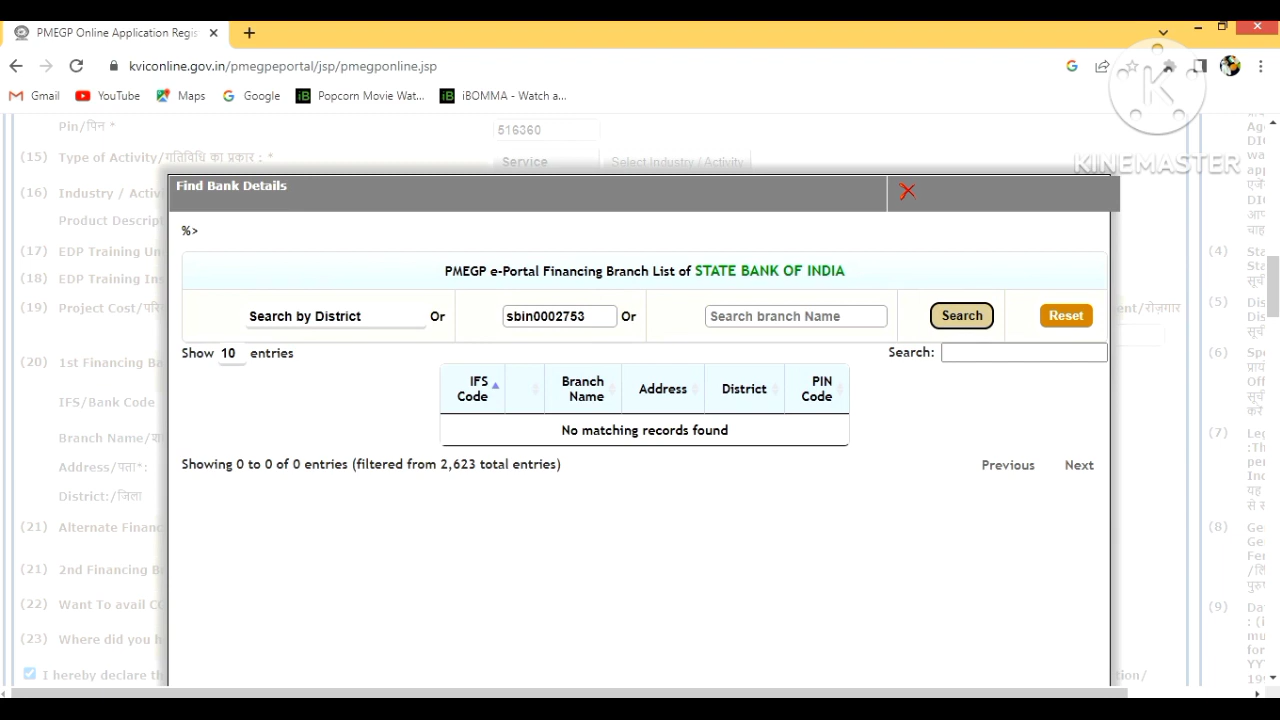 PMEGP Online Application Regis
kviconline.gov.in/pmegpeportal/jsp/pmegponline.jsp
Gmail YouTube Maps Google Popcorn Movie Wat... iBOMMA - Watch a...
KINEMASTER
Pin/पिन * 516360
(15) Type of Activity/गतिविधि का प्रकार : * Service Select Industry / Activity
(16) Industry / Activ
Product Descript
(17) EDP Training Un
(18) EDP Training Ins
(19) Project Cost/परि
ent/रोज़गार
(20) 1st Financing Ba
IFS/Bank Code
Branch Name/शा
Address/पता*:
District:/जिला
(21) Alternate Financ
(21) 2nd Financing B
(22) Want To avail CG
(23) Where did you h
I hereby declare th
tion/
Find Bank Details
%>
PMEGP e-Portal Financing Branch List of STATE BANK OF INDIA
Search by District Or sbin0002753 Or Search branch Name Search Reset
Show 10 entries Search:
IFS Code Branch Name Address District PIN Code
No matching records found
Showing 0 to 0 of 0 entries (filtered from 2,623 total entries) Previous Next
(4)
(5)
(6)
(7)
(8)
(9)